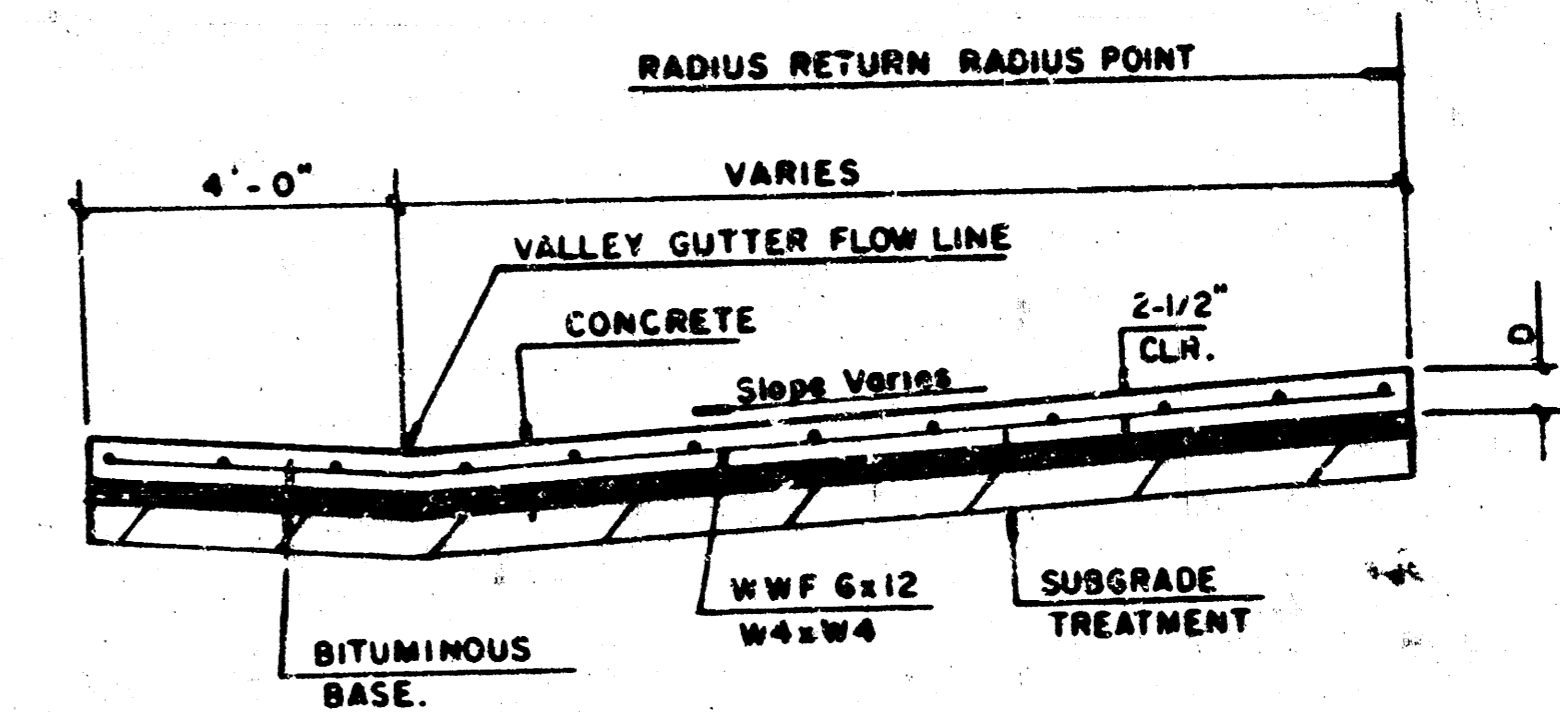 RADIUS RETURN RADIUS POINT
4'-0"
VARIES
VALLEY GUTTER FLOW LINE
CONCRETE
2-1/2"
CLR.
D
Slope Varies
WWF 6x12
W4xW4
SUBGRADE
TREATMENT
BITUMINOUS
BASE.